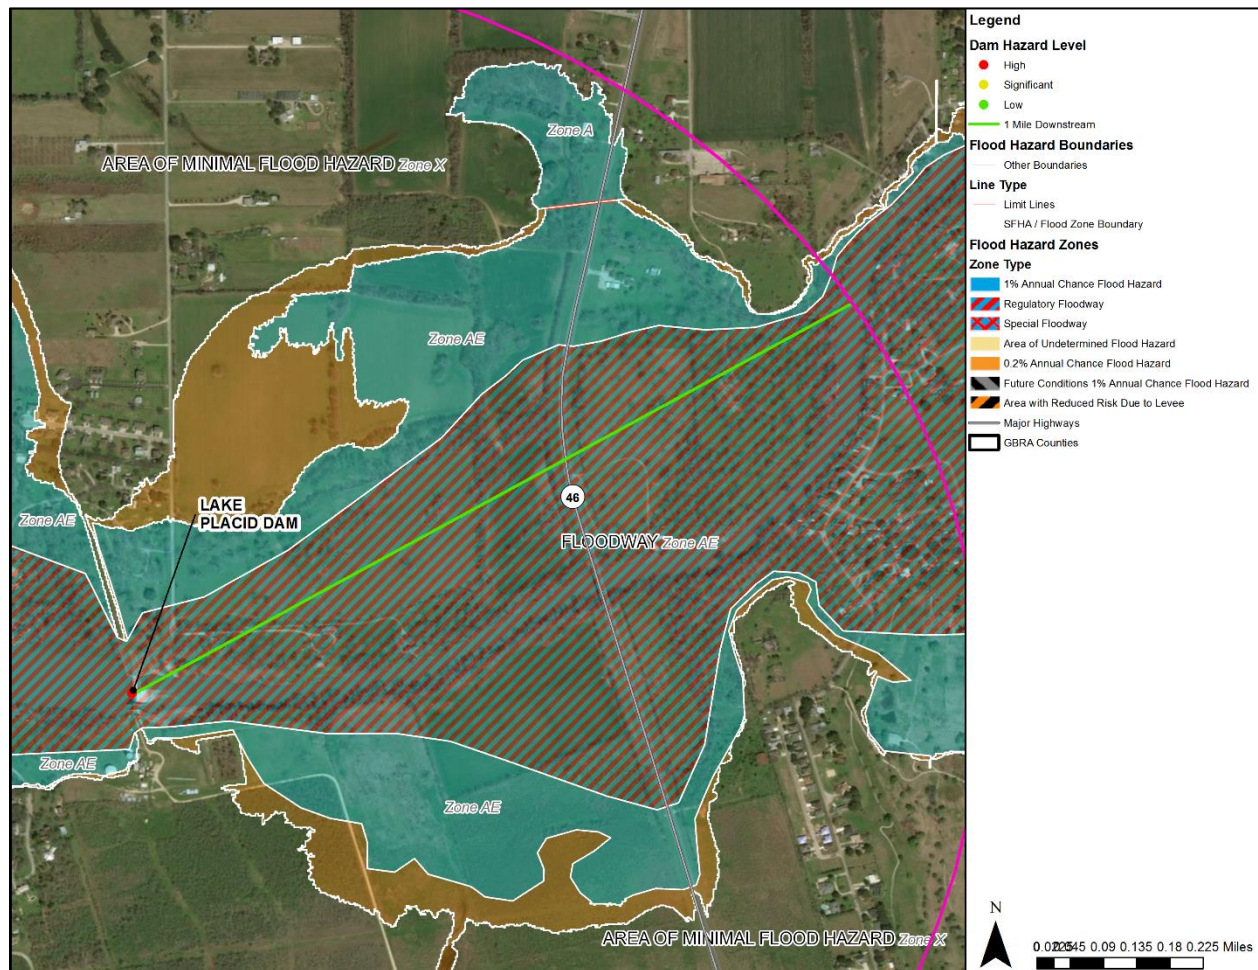 Zone A
AREA OF MINIMAL FLOOD HAZARD Zone X
Zone AE
LAKE
PLACID DAM
Zone AE
46
FLOODWAY Zone AE
Zone AE
Zone AE
AREA OF MINIMAL FLOOD HAZARD Zone X
Legend
Dam Hazard Level
High
Significant
Low
1 Mile Downstream
Flood Hazard Boundaries
Other Boundaries
Line Type
Limit Lines
SFHA / Flood Zone Boundary
Flood Hazard Zones
Zone Type
1% Annual Chance Flood Hazard
Regulatory Floodway
Special Floodway
Area of Undetermined Flood Hazard
0.2% Annual Chance Flood Hazard
Future Conditions 1% Annual Chance Flood Hazard
Area with Reduced Risk Due to Levee
Major Highways
GBRA Counties
N
0.09 0.135 0.18 0.225 Miles